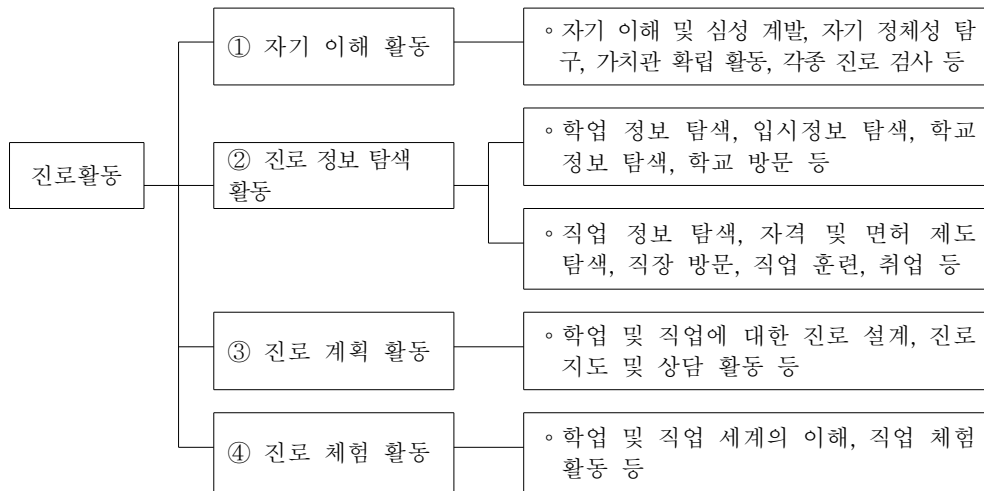 진로활동
① 자기 이해 활동
◦자기 이해 및 심성 계발, 자기 정체성 탐
구, 가치관 확립 활동, 각종 진로 검사 등
② 진로 정보 탐색
활동
◦학업 정보 탐색, 입시정보 탐색, 학교
정보 탐색, 학교 방문 등
◦직업 정보 탐색, 자격 및 면허 제도
탐색, 직장 방문, 직업 훈련, 취업 등
③ 진로 계획 활동
◦학업 및 직업에 대한 진로 설계, 진로
지도 및 상담 활동 등
④ 진로 체험 활동
◦학업 및 직업 세계의 이해, 직업 체험
활동 등